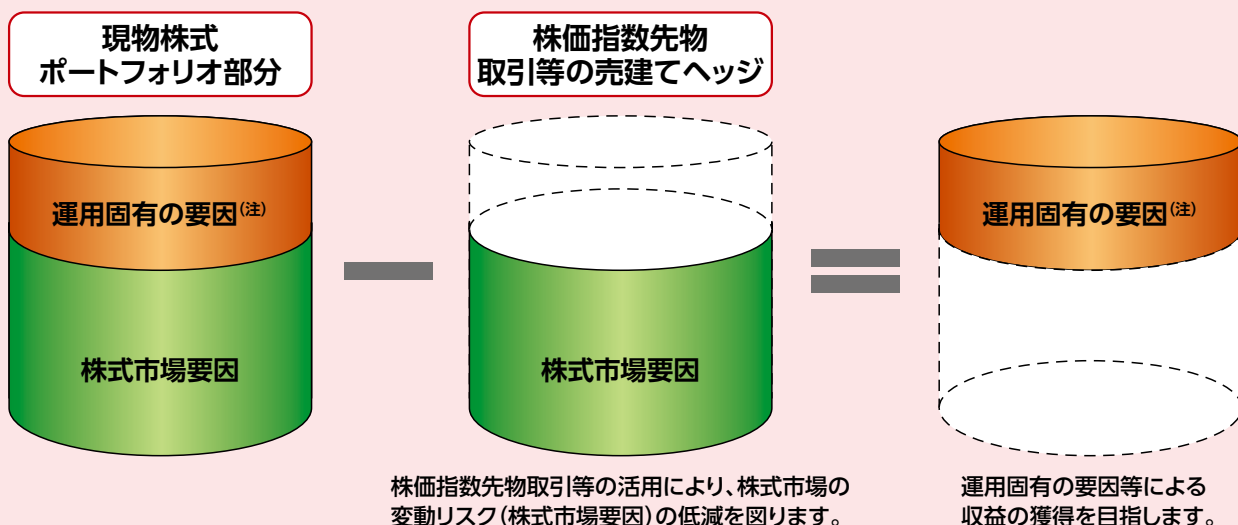 現物株式
ポートフォリオ部分
株価指数先物
取引等の売建てヘッジ
運用固有の要因(注)
株式市場要因
株式市場要因
運用固有の要因(注)
株価指数先物取引等の活用により、株式市場の
変動リスク(株式市場要因)の低減を図ります。
運用固有の要因等による
収益の獲得を目指します。